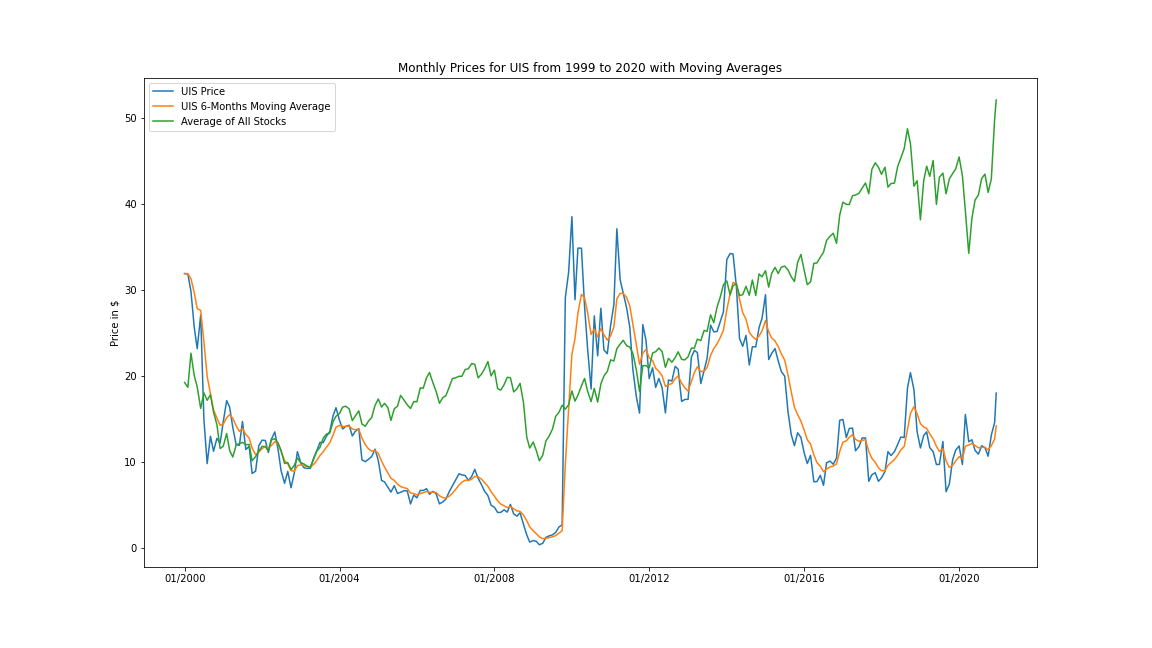 Monthly Prices for UIS from 1999 to 2020 with Moving Averages
UIS Price
UIS 6-Months Moving Average
Average of All Stocks
Price in $
50
40
30
20
10
0
01/2000 01/2004 01/2008 01/2012 01/2016 01/2020